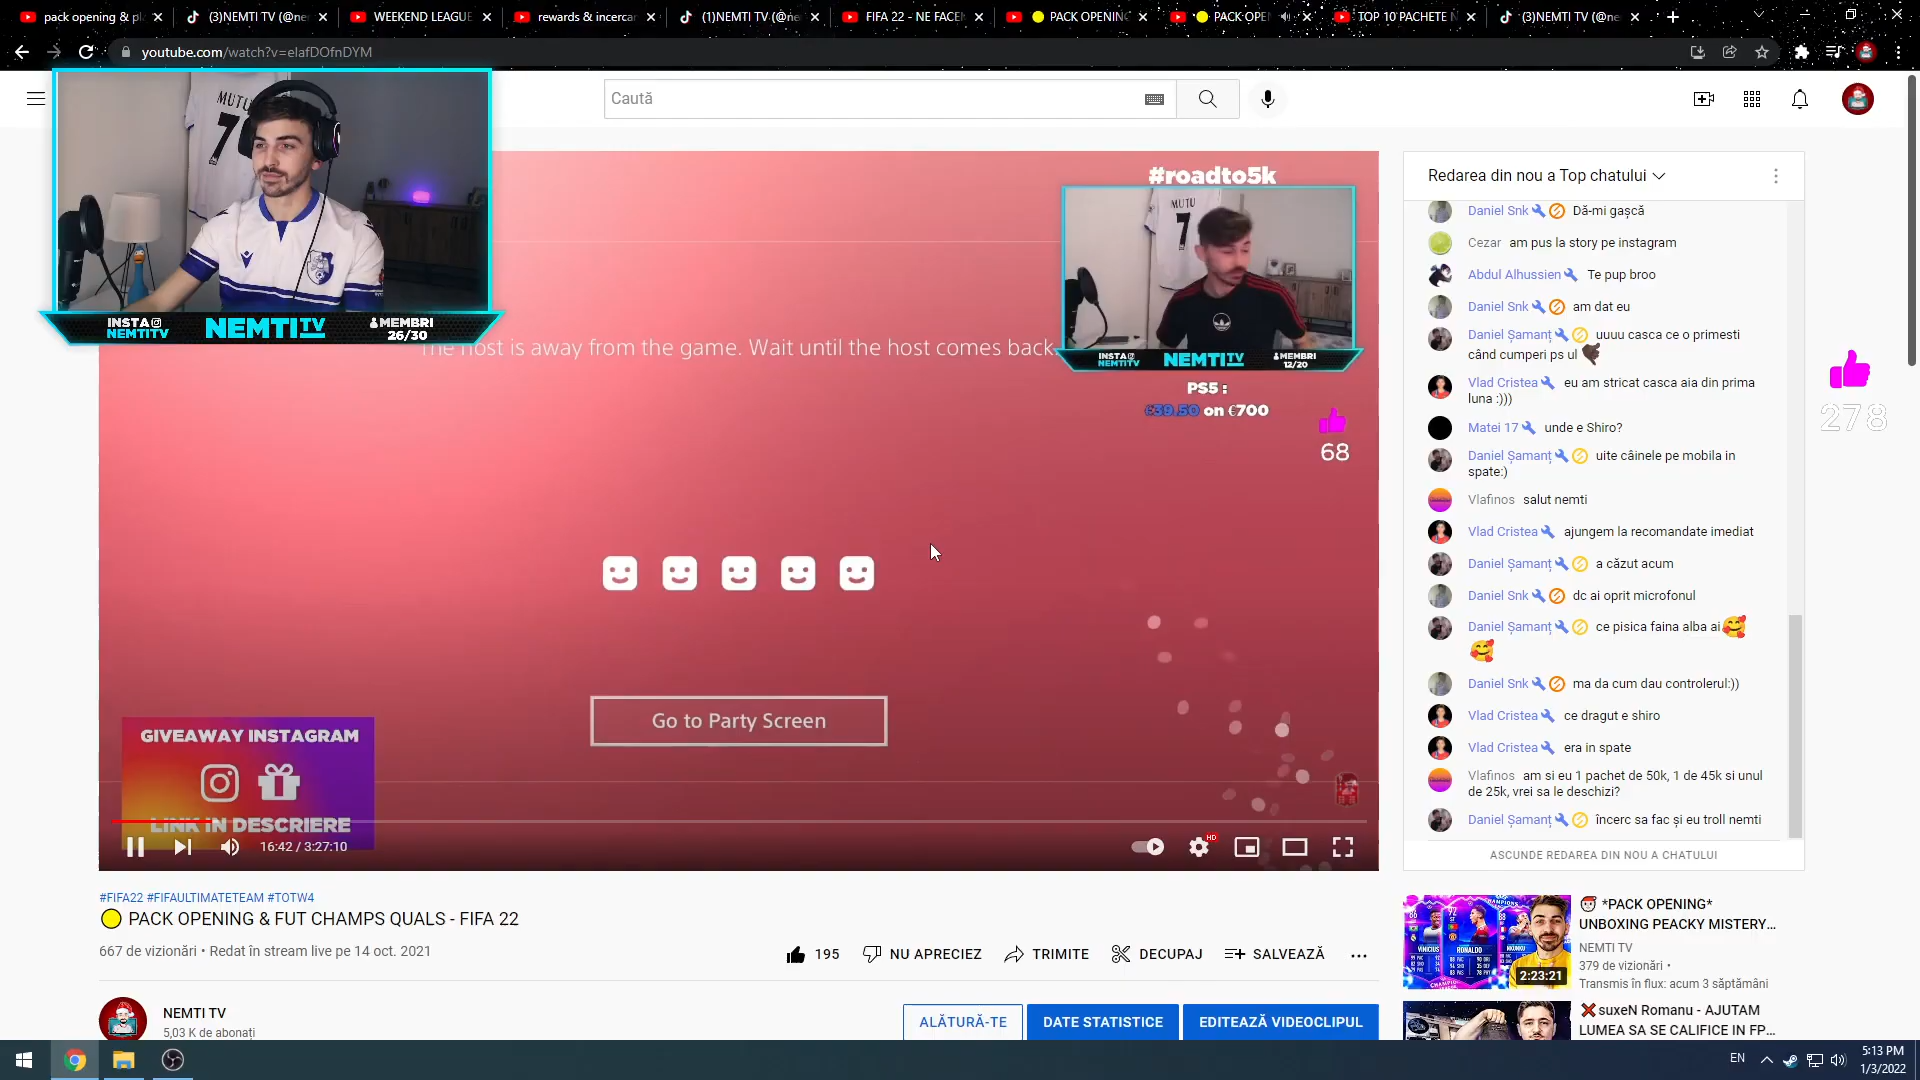 pack opening & pl
(3)NEMTI TV (@ne
WEEKEND LEAGUE
rewards & incercar
(1)NEMTI TV (@ne
FIFA 22 - NE FACEM
PACK OPENING
PACK OPE
TOP 10 PACHETE
(3)NEMTI TV (@ne
youtube.com/watch?v=elafDOfnDYM
Caută
MUTU
7
INSTA
NEMTITV
NEMTITV
MEMBRI
26/30
#roadto5k
MUTU
7
INSTA
NEMTITV
NEMTITV
MEMBRI
12/20
PS5 :
€39.50 on €700
68
The host is away from the game. Wait until the host comes back
Go to Party Screen
GIVEAWAY INSTAGRAM
LINK IN DESCRIERE
16:42 / 3:27:10
HD
Redarea din nou a Top chatului
Daniel Snk Dă-mi gașcă
Cezar am pus la story pe instagram
Abdul Alhussien Te pup broo
Daniel Snk am dat eu
Daniel Șamanț uuuu casca ce o primesti
când cumperi ps ul
Vlad Cristea eu am stricat casca aia din prima
luna :)))
Matei 17 unde e Shiro?
Daniel Șamanț uite câinele pe mobila in
spate:)
Vlafinos salut nemti
Vlad Cristea ajungem la recomandate imediat
Daniel Șamanț a căzut acum
Daniel Snk dc ai oprit microfonul
Daniel Șamanț ce pisica faina alba ai
Daniel Snk ma da cum dau controlerul:))
Vlad Cristea ce dragut e shiro
Vlad Cristea era in spate
Vlafinos am si eu 1 pachet de 50k, 1 de 45k si unul
de 25k, vrei sa le deschizi?
Daniel Șamanț încerc sa fac și eu troll nemti
ASCUNDE REDAREA DIN NOU A CHATULUI
278
#FIFA22 #FIFAULTIMATETEAM #TOTW4
PACK OPENING & FUT CHAMPS QUALS - FIFA 22
667 de vizionări • Redat în stream live pe 14 oct. 2021
195
NU APRECIEZ
TRIMITE
DECUPAJ
SALVEAZĂ
NEMTI TV
5,03 K de abonați
ALĂTURĂ-TE
DATE STATISTICE
EDITEAZĂ VIDEOCLIPUL
VINICIUS
RONALDO
2:23:21
*PACK OPENING*
UNBOXING PEACKY MISTERY...
NEMTI TV
379 de vizionări •
Transmis în flux: acum 3 săptămâni
suxeN Romanu - AJUTAM
LUMEA SA SE CALIFICE IN FP...
EN
5:13 PM
1/3/2022